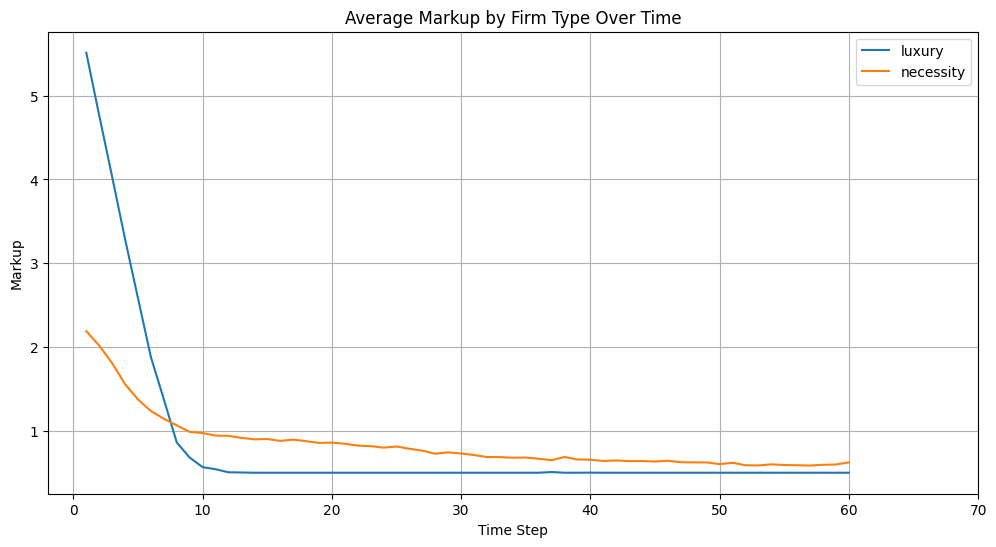 Average Markup by Firm Type Over Time
luxury
necessity
Markup
5
4
3
2
1
0 10 20 30 40 50 60 70
Time Step